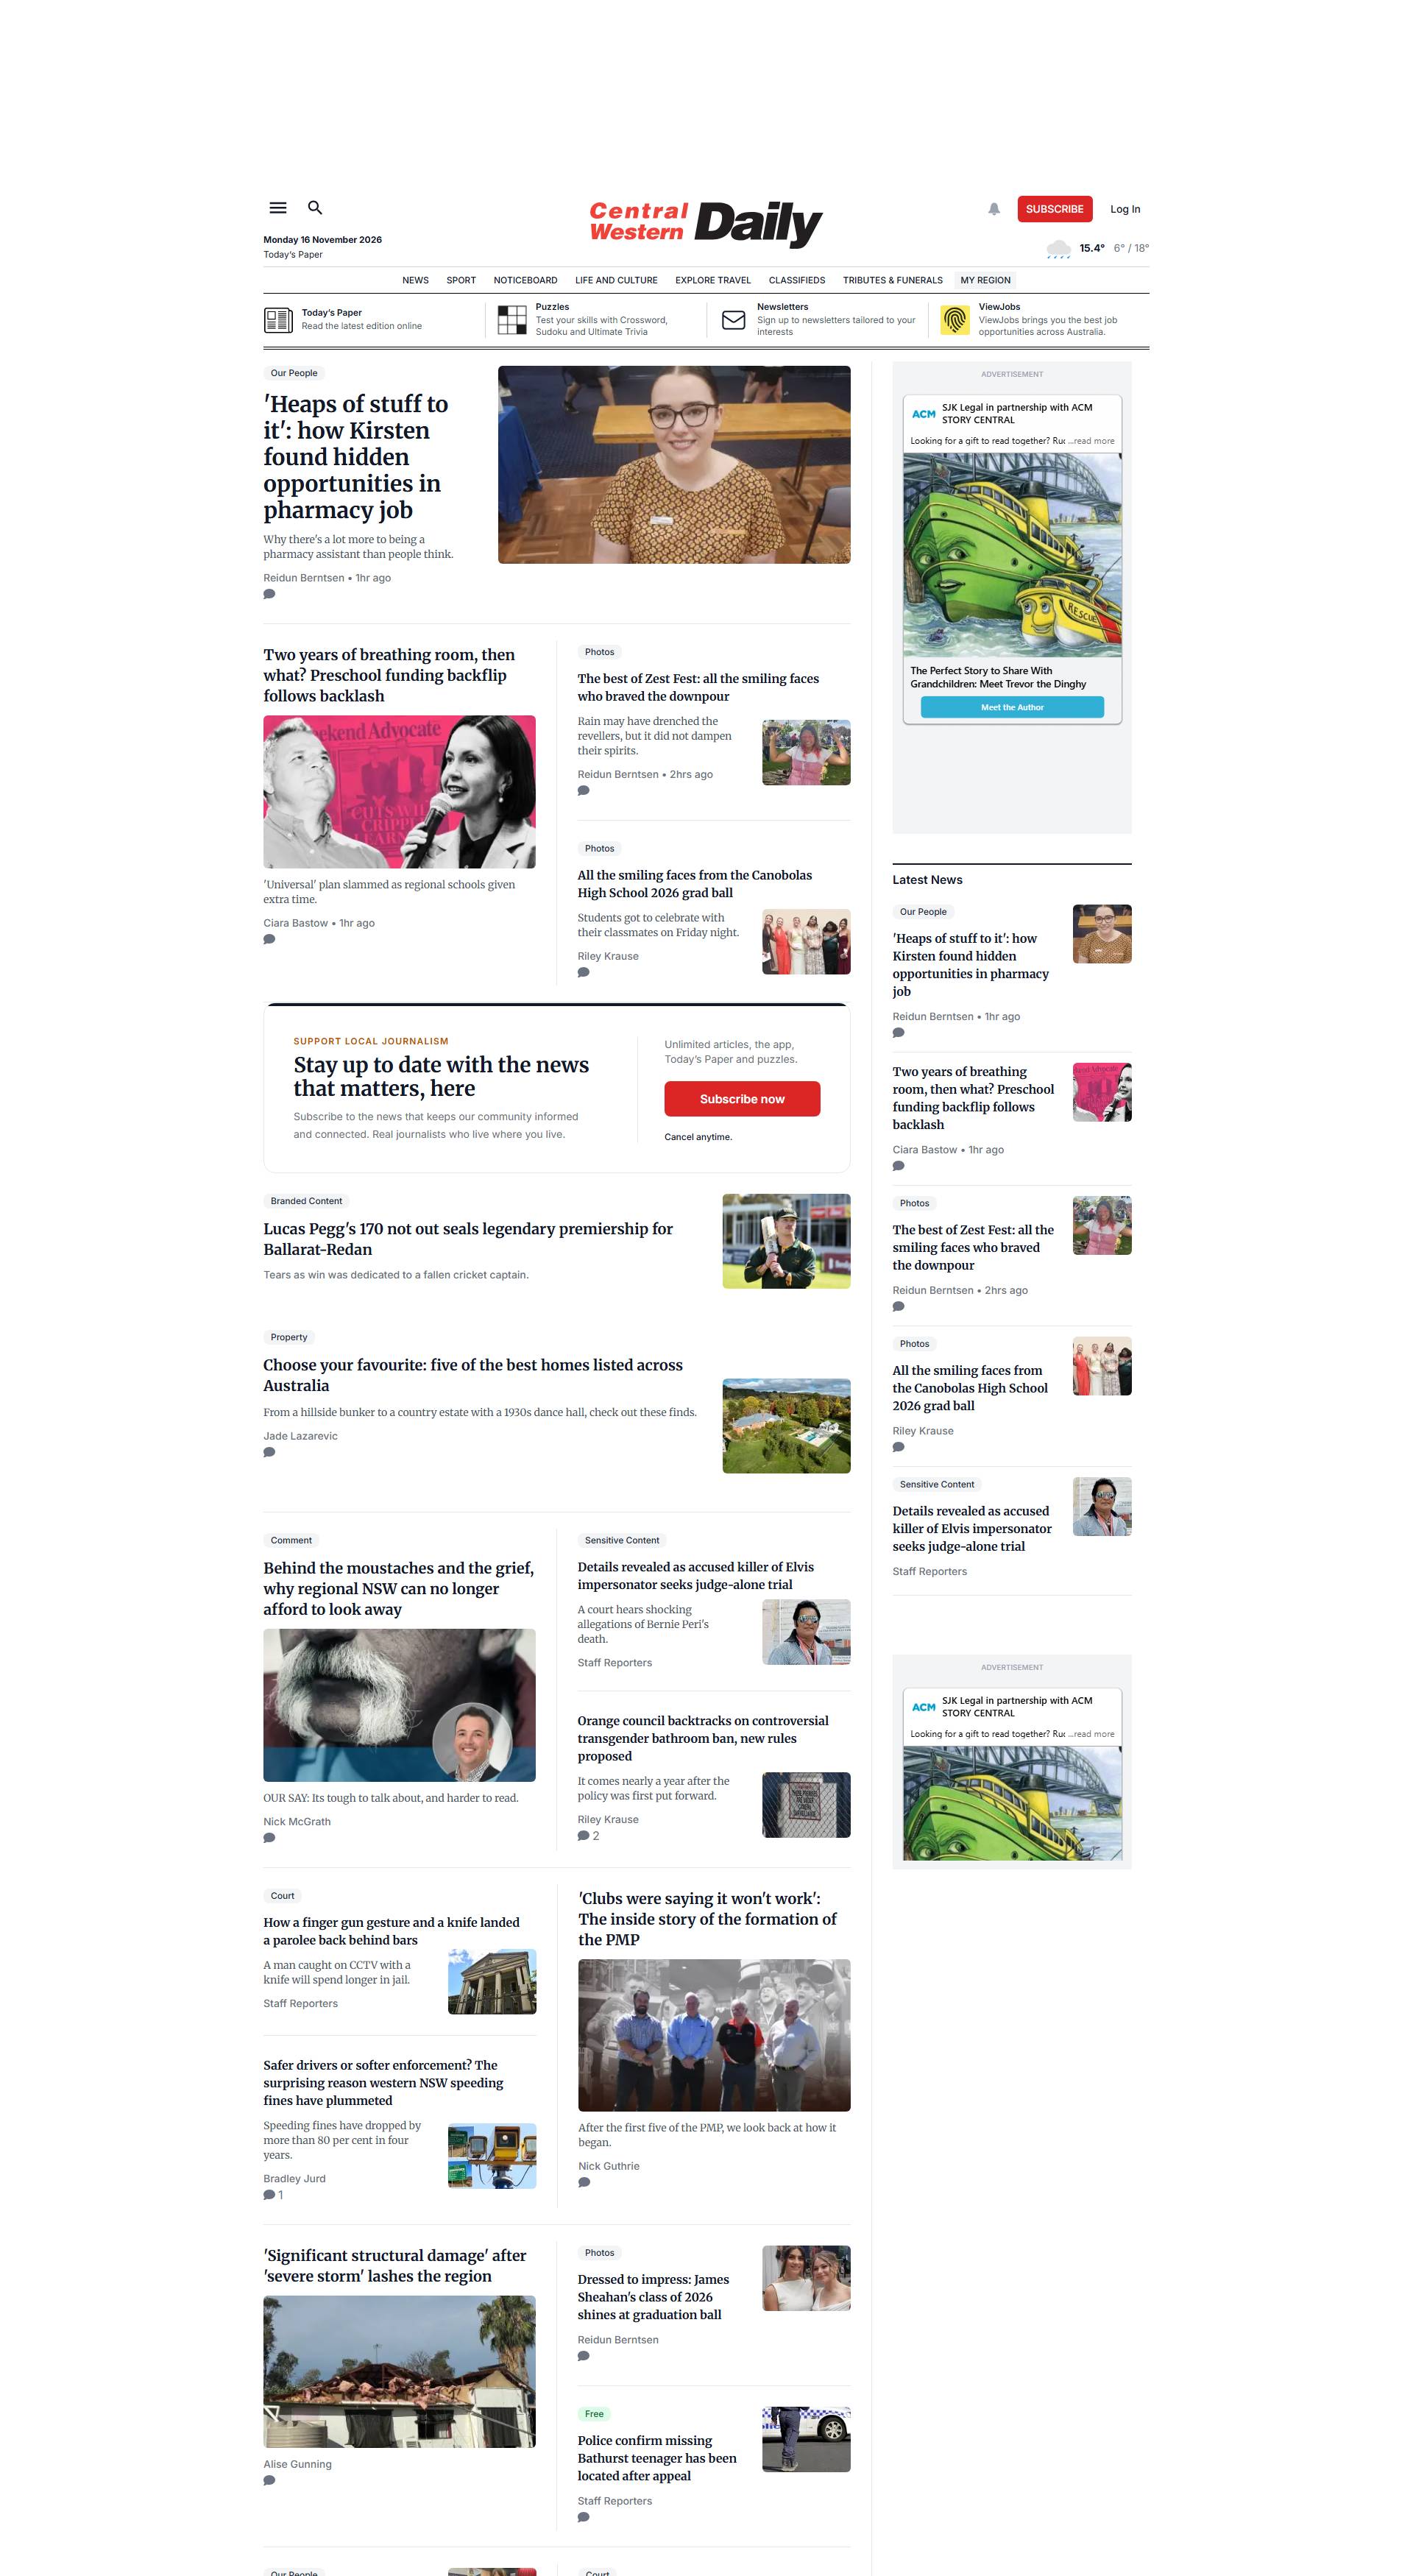 Central
Western Daily
SUBSCRIBE
Log In
Monday 16 November 2026
Today's Paper
15.4° 6° / 18°
NEWS SPORT NOTICEBOARD LIFE AND CULTURE EXPLORE TRAVEL CLASSIFIEDS TRIBUTES & FUNERALS MY REGION
Today's Paper
Read the latest edition online
Puzzles
Test your skills with Crossword,
Sudoku and Ultimate Trivia
Newsletters
Sign up to newsletters tailored to your
interests
ViewJobs
ViewJobs brings you the best job
opportunities across Australia.
Our People
'Heaps of stuff to
it': how Kirsten
found hidden
opportunities in
pharmacy job
Why there's a lot more to being a
pharmacy assistant than people think.
Reidun Berntsen • 1hr ago
Two years of breathing room, then
what? Preschool funding backflip
follows backlash
ekend Advocate
'Universal' plan slammed as regional schools given
extra time.
Ciara Bastow • 1hr ago
Photos
The best of Zest Fest: all the smiling faces
who braved the downpour
Rain may have drenched the
revellers, but it did not dampen
their spirits.
Reidun Berntsen • 2hrs ago
Photos
All the smiling faces from the Canobolas
High School 2026 grad ball
Students got to celebrate with
their classmates on Friday night.
Riley Krause
SUPPORT LOCAL JOURNALISM
Stay up to date with the news
that matters, here
Subscribe to the news that keeps our community informed
and connected. Real journalists who live where you live.
Unlimited articles, the app,
Today's Paper and puzzles.
Subscribe now
Cancel anytime.
Branded Content
Lucas Pegg's 170 not out seals legendary premiership for
Ballarat-Redan
Tears as win was dedicated to a fallen cricket captain.
Property
Choose your favourite: five of the best homes listed across
Australia
From a hillside bunker to a country estate with a 1930s dance hall, check out these finds.
Jade Lazarevic
Comment
Behind the moustaches and the grief,
why regional NSW can no longer
afford to look away
OUR SAY: Its tough to talk about, and harder to read.
Nick McGrath
Sensitive Content
Details revealed as accused killer of Elvis
impersonator seeks judge-alone trial
A court hears shocking
allegations of Bernie Peri's
death.
Staff Reporters
Orange council backtracks on controversial
transgender bathroom ban, new rules
proposed
It comes nearly a year after the
policy was first put forward.
Riley Krause
2
Court
How a finger gun gesture and a knife landed
a parolee back behind bars
A man caught on CCTV with a
knife will spend longer in jail.
Staff Reporters
Safer drivers or softer enforcement? The
surprising reason western NSW speeding
fines have plummeted
Speeding fines have dropped by
more than 80 per cent in four
years.
Bradley Jurd
1
'Clubs were saying it won't work':
The inside story of the formation of
the PMP
After the first five of the PMP, we look back at how it
began.
Nick Guthrie
'Significant structural damage' after
'severe storm' lashes the region
Alise Gunning
Photos
Dressed to impress: James
Sheahan's class of 2026
shines at graduation ball
Reidun Berntsen
Free
Police confirm missing
Bathurst teenager has been
located after appeal
Staff Reporters
Our People
Court
ADVERTISEMENT
ACM
SJK Legal in partnership with ACM
STORY CENTRAL
Looking for a gift to read together? Ruc ...read more
RESCUE
The Perfect Story to Share With
Grandchildren: Meet Trevor the Dinghy
Meet the Author
Latest News
Our People
'Heaps of stuff to it': how
Kirsten found hidden
opportunities in pharmacy
job
Reidun Berntsen • 1hr ago
Two years of breathing
room, then what? Preschool
funding backflip follows
backlash
Ciara Bastow • 1hr ago
Photos
The best of Zest Fest: all the
smiling faces who braved
the downpour
Reidun Berntsen • 2hrs ago
Photos
All the smiling faces from
the Canobolas High School
2026 grad ball
Riley Krause
Sensitive Content
Details revealed as accused
killer of Elvis impersonator
seeks judge-alone trial
Staff Reporters
ADVERTISEMENT
ACM
SJK Legal in partnership with ACM
STORY CENTRAL
Looking for a gift to read together? Ruc ...read more